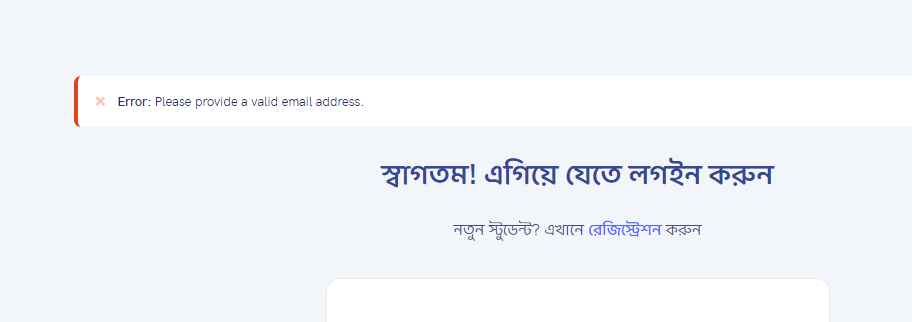 Error: Please provide a valid email address.
স্বাগতম! এগিয়ে যেতে লগইন করুন
নতুন স্টুডেন্ট? এখানে রেজিস্ট্রেশন করুন